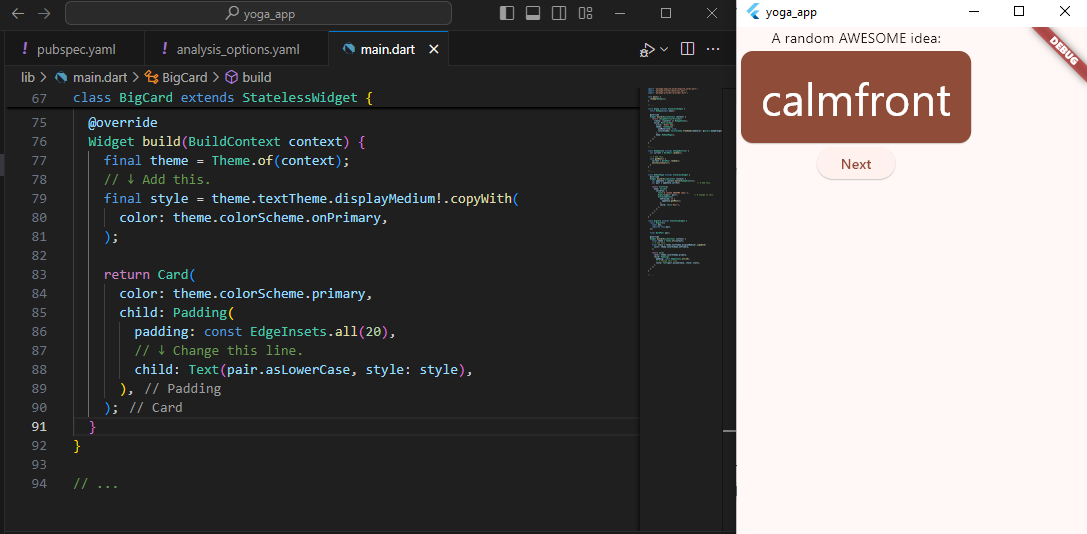 yoga_app
pubspec.yaml
analysis_options.yaml
main.dart
lib > main.dart > BigCard > build
67 class BigCard extends StatelessWidget {
75 @override
76 Widget build(BuildContext context) {
77 final theme = Theme.of(context);
78 // ↓ Add this.
79 final style = theme.textTheme.displayMedium!.copyWith(
80 color: theme.colorScheme.onPrimary,
81 );
82
83 return Card(
84 color: theme.colorScheme.primary,
85 child: Padding(
86 padding: const EdgeInsets.all(20),
87 // ↓ Change this line.
88 child: Text(pair.asLowerCase, style: style),
89 ), // Padding
90 ); // Card
91 }
92 }
93
94 // ...
yoga_app
DEBUG
A random AWESOME idea:
calmfront
Next